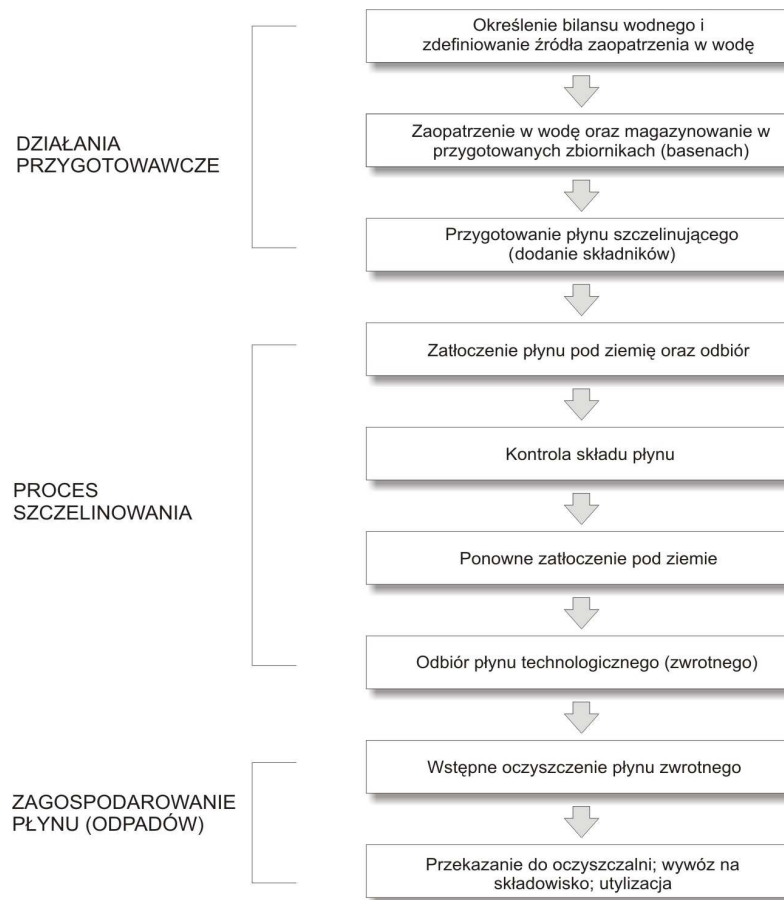 Określenie bilansu wodnego i
zdefiniowanie źródła zaopatrzenia w wodę
DZIAŁANIA
PRZYGOTOWAWCZE
Zaopatrzenie w wodę oraz magazynowanie w
przygotowanych zbiornikach (basenach)
Przygotowanie płynu szczelinującego
(dodanie składników)
Zatłoczenie płynu pod ziemię oraz odbiór
PROCES
SZCZELINOWANIA
Kontrola składu płynu
Ponowne zatłoczenie pod ziemie
Odbiór płynu technologicznego (zwrotnego)
ZAGOSPODAROWANIE
PŁYNU (ODPADÓW)
Wstępne oczyszczenie płynu zwrotnego
Przekazanie do oczyszczalni; wywóz na
składowisko; utylizacja